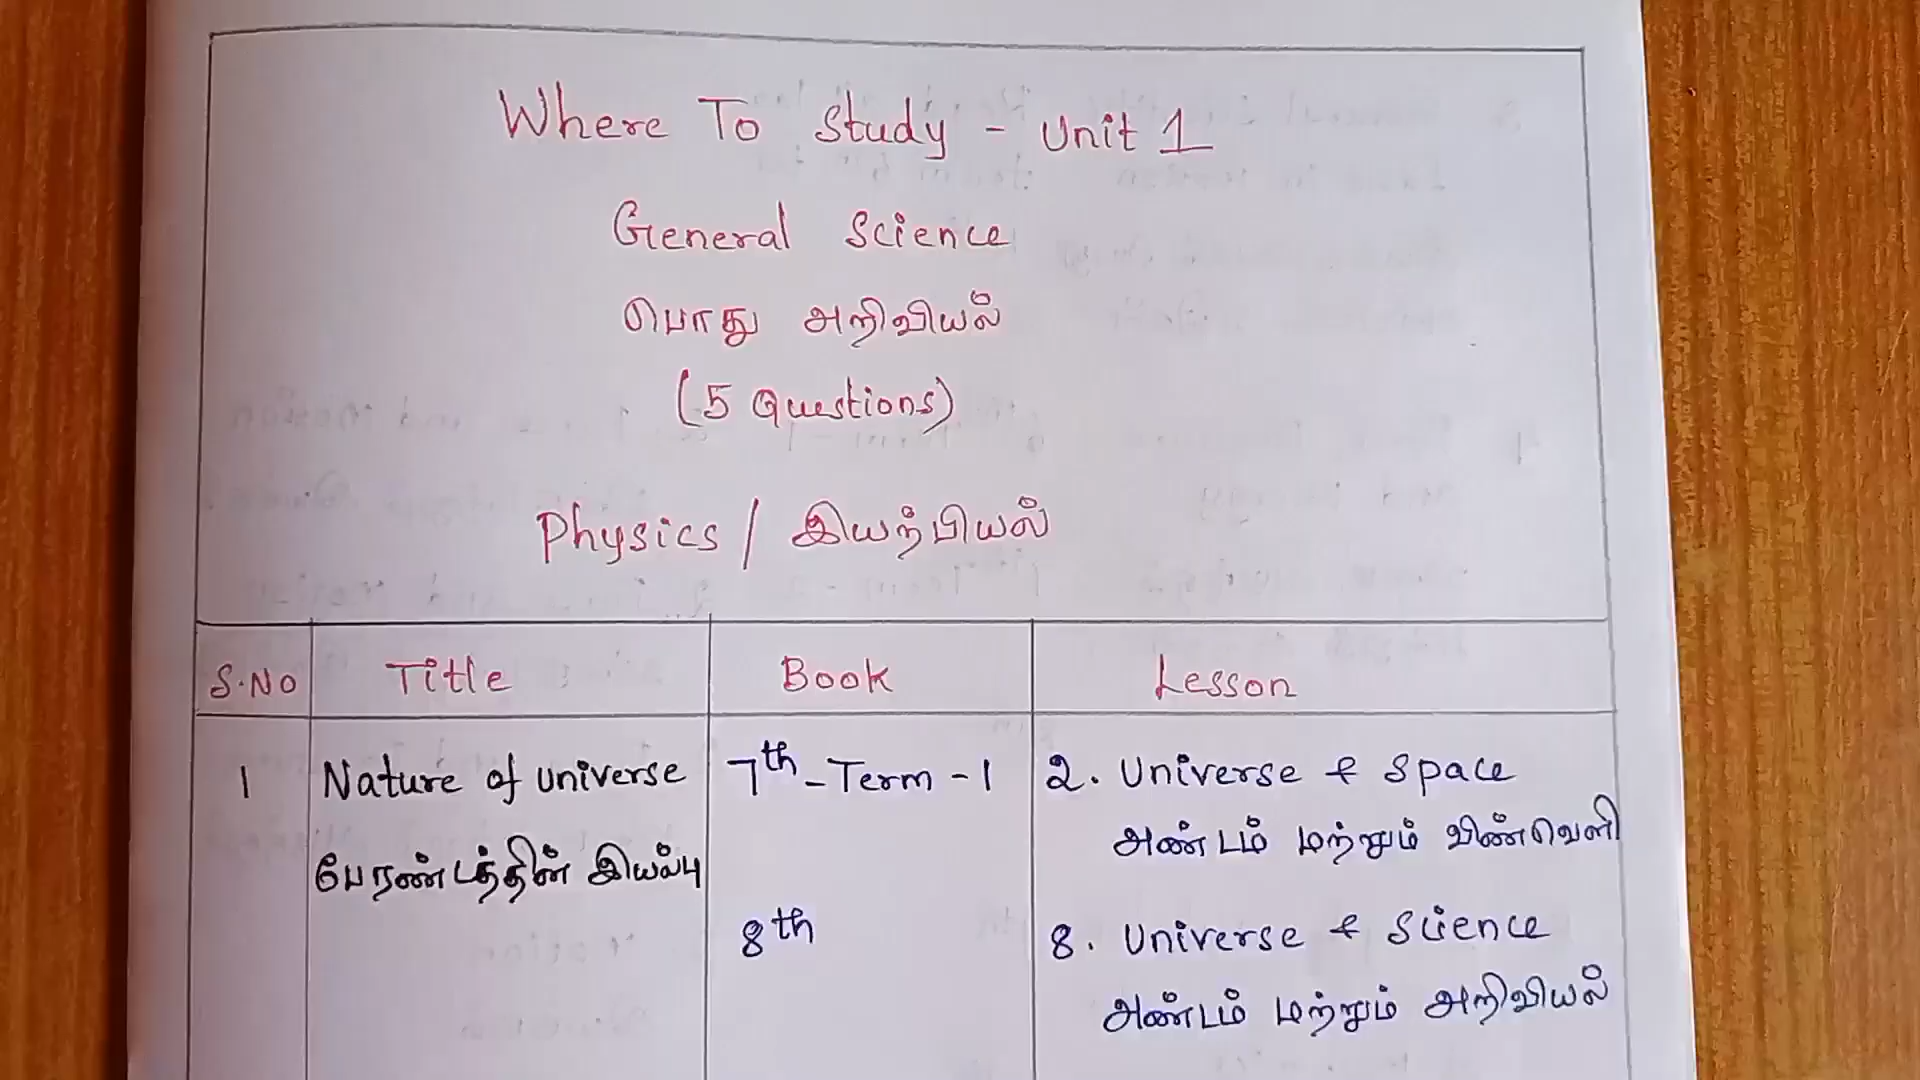 Where To Study - Unit 1
General Science
பொது அறிவியல்
(5 Questions)
Physics / இயற்பியல்
S.No Title Book Lesson
1 Nature of universe 7th - Term - 1 2. Universe & Space
அண்டம் மற்றும் விண்வெளி
பேரண்டத்தின் இயல்பு
8th 8. Universe & Science
அண்டம் மற்றும் அறிவியல்